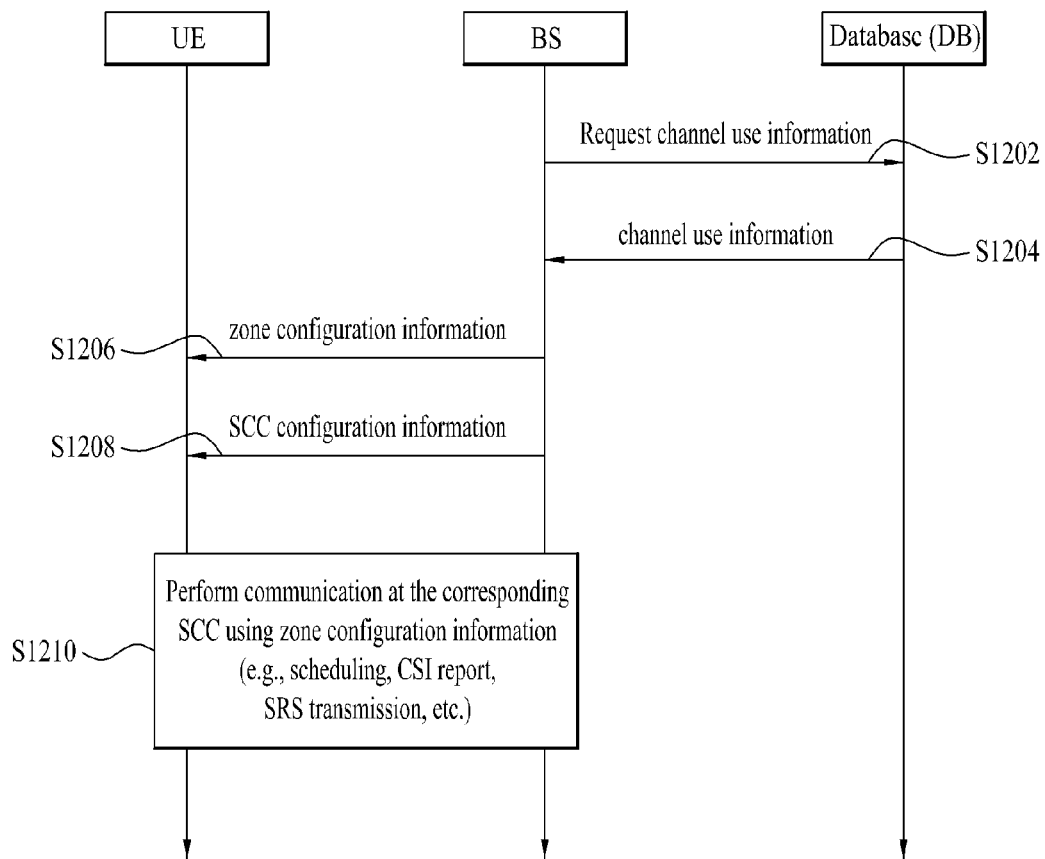 UE
BS
Databasc (DB)
Request channel use information
S1202
channel use information
S1204
zone configuration information
S1206
SCC configuration information
S1208
Perform communication at the corresponding
SCC using zone configuration information
(e.g., scheduling, CSI report,
SRS transmission, etc.)
S1210